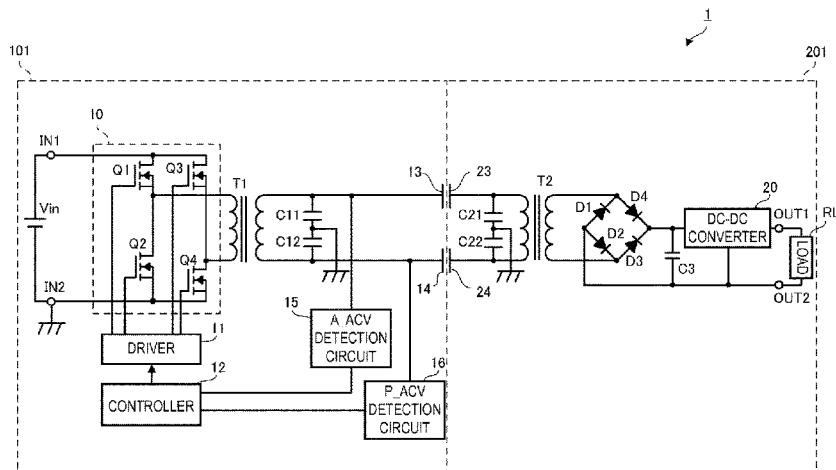 1
101
201
10
IN1
Q1
Q3
Vin
T1
C11
C12
13
23
C21
C22
T2
D1
D4
D2
D3
20
DC-DC
CONVERTER
OUT1
RL
LOAD
C3
OUT2
Q2
Q4
IN2
14
24
15
A_ACV
DETECTION
CIRCUIT
11
DRIVER
12
CONTROLLER
16
P_ACV
DETECTION
CIRCUIT